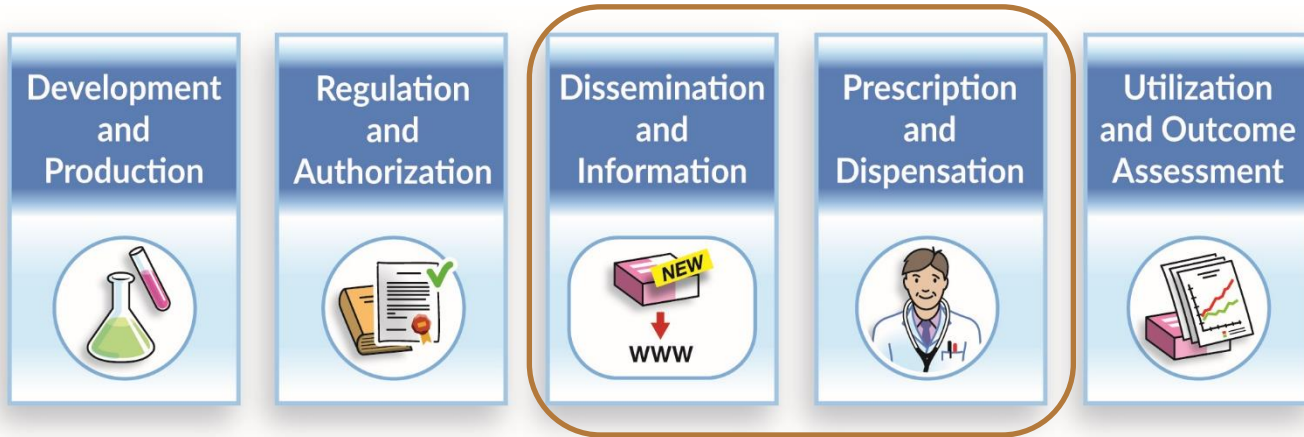 Development
and
Production
Regulation
and
Authorization
Dissemination
and
Information
NEW
WWW
Prescription
and
Dispensation
Utilization
and Outcome
Assessment